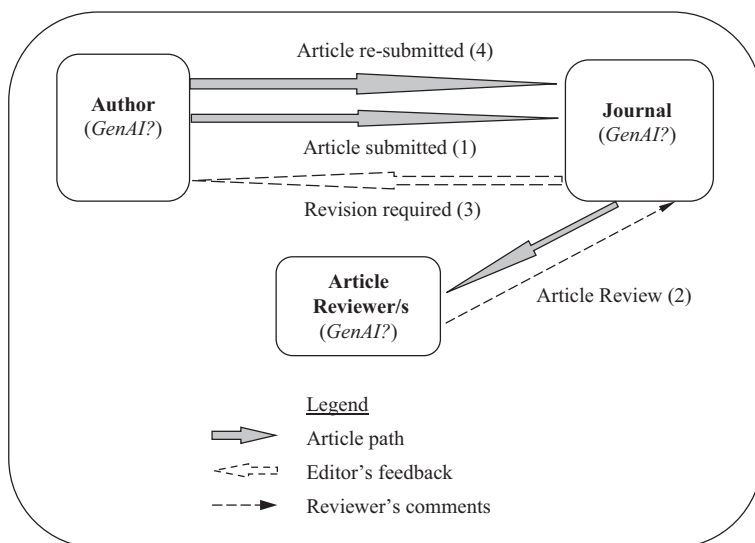 Article re-submitted (4)
Author
(GenAI?)
Journal
(GenAI?)
Article submitted (1)
Revision required (3)
Article
Reviewer/s
(GenAI?)
Article Review (2)
Legend
Article path
Editor's feedback
Reviewer's comments